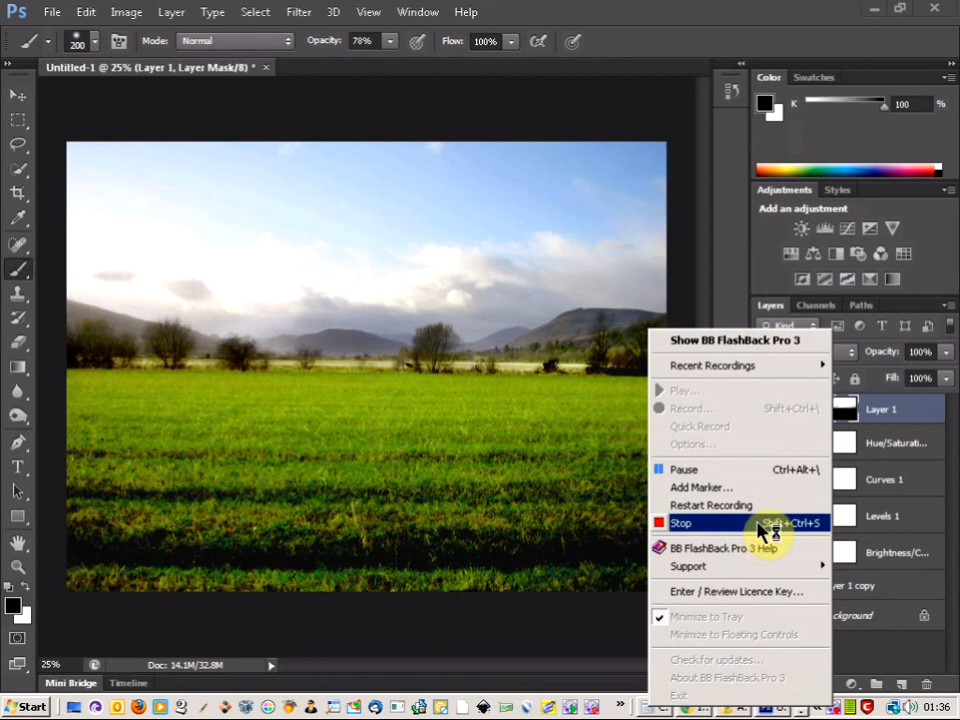 Ps File Edit Image Layer Type Select Filter 3D View Window Help
200 Mode: Normal Opacity: 78% Flow: 100%
Untitled-1 @ 25% (Layer 1, Layer Mask/8) * ×
Color Swatches
K 100 %
Adjustments Styles
Add an adjustment
Layers Channels Paths
Kind
Opacity: 100%
Fill: 100%
Layer 1
Hue/Saturati...
Curves 1
Levels 1
Brightness/C...
yer 1 copy
ckground
Show BB FlashBack Pro 3
Recent Recordings
Play...
Record... Shift+Ctrl+\
Quick Record
Options...
Pause Ctrl+Alt+\
Add Marker...
Restart Recording
Stop Shift+Ctrl+S
BB FlashBack Pro 3 Help
Support
Enter / Review Licence Key...
Minimize to Tray
Minimize to Floating Controls
Check for updates...
About BB FlashBack Pro 3
Exit
25% Doc: 14.1M/32.8M
Mini Bridge Timeline
Start 01:36